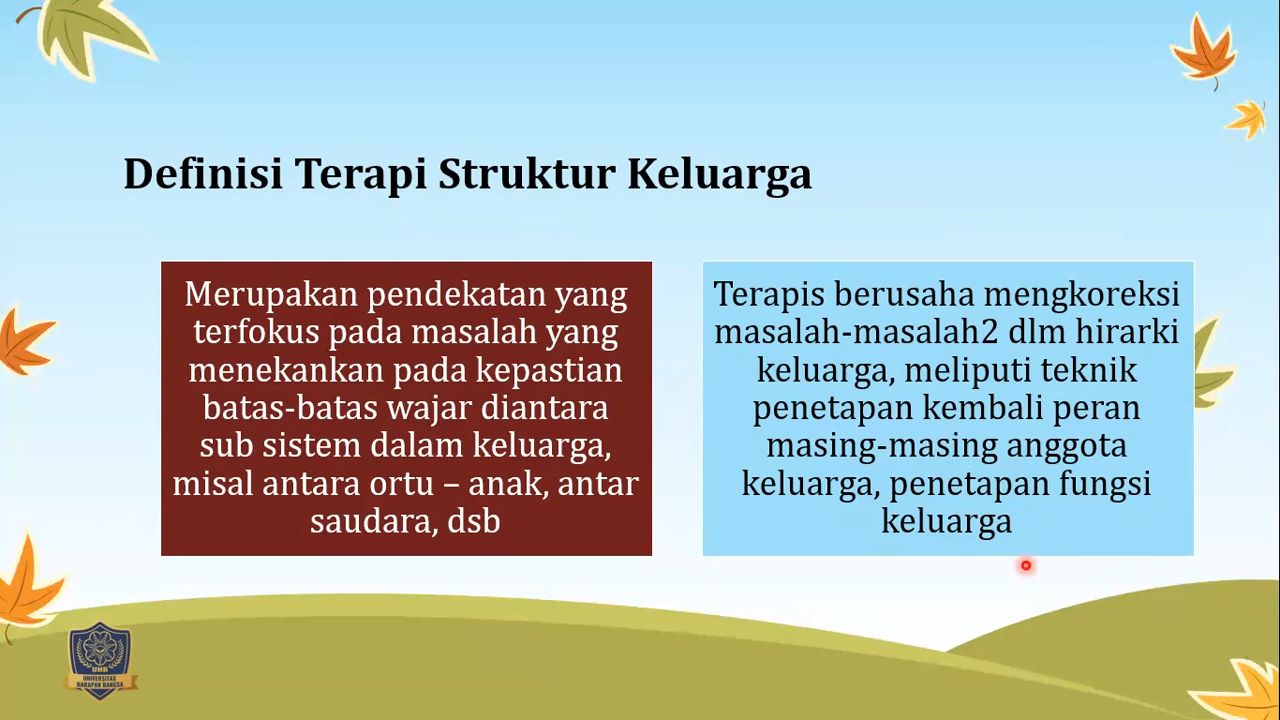 Definisi Terapi Struktur Keluarga
Merupakan pendekatan yang
terfokus pada masalah yang
menekankan pada kepastian
batas-batas wajar diantara
sub sistem dalam keluarga,
misal antara ortu – anak, antar
saudara, dsb
Terapis berusaha mengkoreksi
masalah-masalah2 dlm hirarki
keluarga, meliputi teknik
penetapan kembali peran
masing-masing anggota
keluarga, penetapan fungsi
keluarga
UHB
UNIVERSITAS
HARAPAN BANGSA